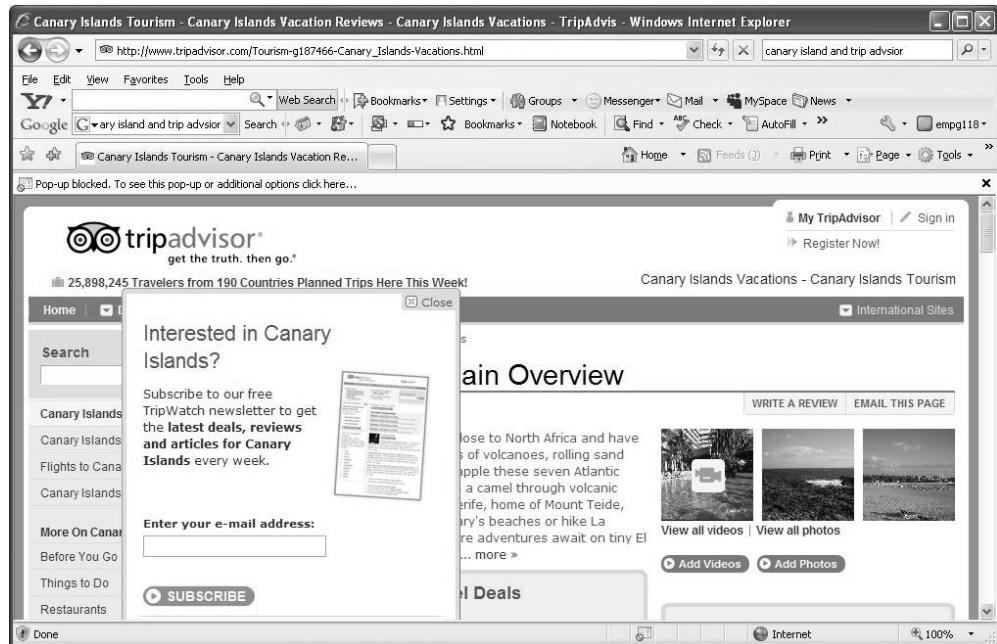 Canary Islands Tourism - Canary Islands Vacation Reviews - Canary Islands Vacations - TripAdvis - Windows Internet Explorer
http://www.tripadvisor.com/Tourism-g187466-Canary_Islands-Vacations.html
canary island and trip advsior
File Edit View Favorites Tools Help
Y! Web Search Bookmarks Settings Groups Messenger Mail MySpace News
Google G ary island and trip advsior Search Bookmarks Notebook Find ABC Check AutoFill » empg118
Canary Islands Tourism - Canary Islands Vacation Re... Home Feeds (J) Print Page Tools »
Pop-up blocked. To see this pop-up or additional options click here...
My TripAdvisor | Sign in
tripadvisor®
Register Now!
get the truth. then go.®
25,898,245 Travelers from 190 Countries Planned Trips Here This Week!
Canary Islands Vacations - Canary Islands Tourism
Close
Home D
International Sites
Interested in Canary
Islands?
Subscribe to our free
TripWatch newsletter to get
the latest deals, reviews
and articles for Canary
Islands every week.
Enter your e-mail address:
SUBSCRIBE
Search
Canary Islands
Canary Islands
Flights to Cana
Canary Islands
More On Canar
Before You Go
Things to Do
Restaurants
s
ain Overview
WRITE A REVIEW EMAIL THIS PAGE
lose to North Africa and have
s of volcanoes, rolling sand
apple these seven Atlantic
a camel through volcanic
erife, home of Mount Teide,
ary's beaches or hike La
re adventures await on tiny El
... more »
View all videos | View all photos
Add Videos Add Photos
el Deals
Done
Internet
100%